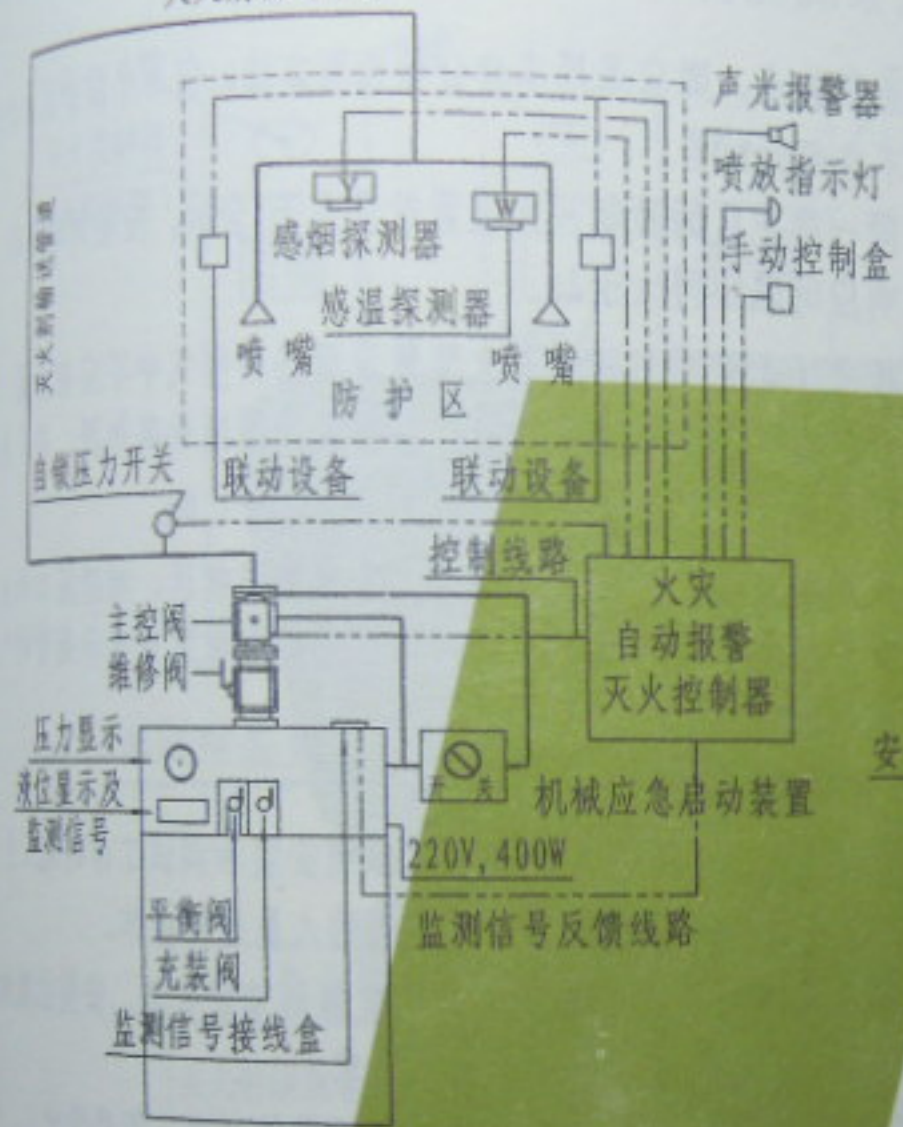 声光报警器
喷放指示灯
手动控制盒
Y
W
感烟探测器
感温探测器
喷 嘴
喷 嘴
防 护 区
灭火剂输送管道
自锁压力开关
联动设备
联动设备
控制线路
火灾
自动报警
灭火控制器
主控阀
维修阀
压力显示
液位显示及
监测信号
开 关
机械应急启动装置
安
220V,400W
平衡阀
充装阀
监测信号反馈线路
监测信号接线盒